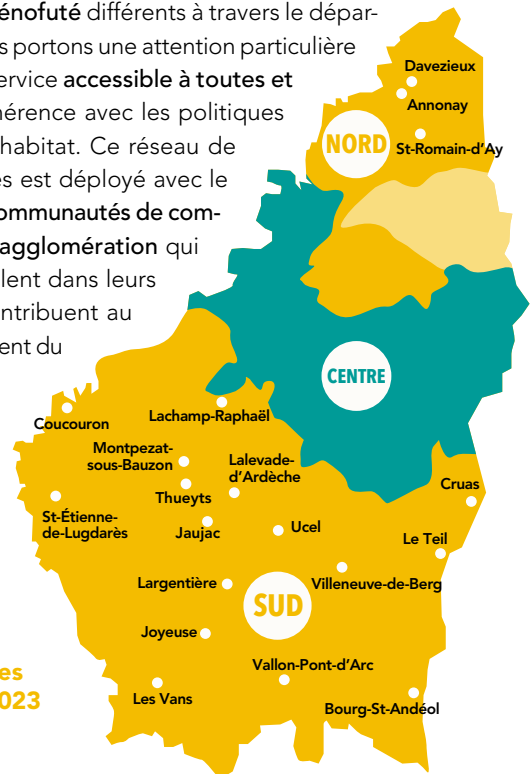 énofuté différents à travers le dépar-
s portons une attention particulière
ervice accessible à toutes et
hérence avec les politiques
habitat. Ce réseau de
es est déployé avec le
ommunautés de com-
agglomération qui
lent dans leurs
ntribuent au
ent du
Davezieux
Annonay
NORD
St-Romain-d'Ay
CENTRE
Coucouron
Lachamp-Raphaël
Montpezat-
sous-Bauzon
Lalevade-
d'Ardèche
Thueyts
Cruas
St-Étienne-
de-Lugdarès
Jaujac
Ucel
Le Teil
Largentière
Villeneuve-de-Berg
SUD
Joyeuse
Vallon-Pont-d'Arc
Les Vans
Bourg-St-Andéol
es
023